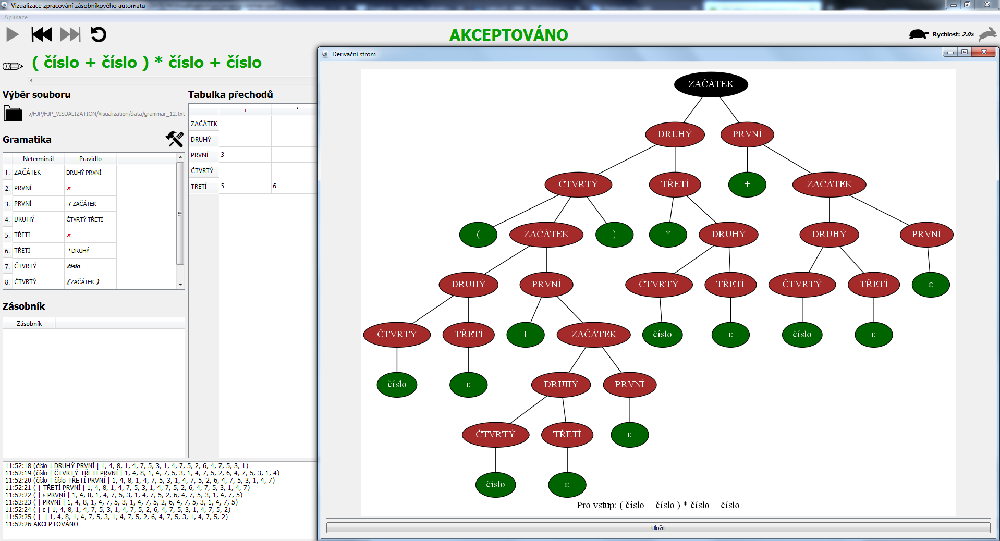 Vizualizace zpracování zásobníkového automatu
Aplikace
AKCEPTOVÁNO
Rychlost: 2.0x
( číslo + číslo ) * číslo + číslo
Výběr souboru
/FJP/FJP_VISUALIZATION/Visualization/data/grammar_12.txt
Gramatika
Neterminál Pravidlo
1. ZAČÁTEK DRUHÝ PRVNÍ
2. PRVNÍ ε
3. PRVNÍ + ZAČÁTEK
4. DRUHÝ ČTVRTÝ TŘETÍ
5. TŘETÍ ε
6. TŘETÍ * DRUHÝ
7. ČTVRTÝ číslo
8. ČTVRTÝ ( ZAČÁTEK )
Zásobník
Zásobník
Tabulka přechodů
+ *
ZAČÁTEK
DRUHÝ
PRVNÍ 3
ČTVRTÝ
TŘETÍ 5 6
11:52:18 (číslo | DRUHÝ PRVNÍ | 1, 4, 8, 1, 4, 7, 5, 3, 1, 4, 7, 5, 2, 6, 4, 7, 5, 3, 1)
11:52:19 (číslo | ČTVRTÝ TŘETÍ PRVNÍ | 1, 4, 8, 1, 4, 7, 5, 3, 1, 4, 7, 5, 2, 6, 4, 7, 5, 3, 1, 4)
11:52:20 (číslo | číslo TŘETÍ PRVNÍ | 1, 4, 8, 1, 4, 7, 5, 3, 1, 4, 7, 5, 2, 6, 4, 7, 5, 3, 1, 4, 7)
11:52:21 ( | TŘETÍ PRVNÍ | 1, 4, 8, 1, 4, 7, 5, 3, 1, 4, 7, 5, 2, 6, 4, 7, 5, 3, 1, 4, 7)
11:52:22 ( | ε PRVNÍ | 1, 4, 8, 1, 4, 7, 5, 3, 1, 4, 7, 5, 2, 6, 4, 7, 5, 3, 1, 4, 7, 5)
11:52:23 ( | PRVNÍ | 1, 4, 8, 1, 4, 7, 5, 3, 1, 4, 7, 5, 2, 6, 4, 7, 5, 3, 1, 4, 7, 5)
11:52:24 ( | ε | 1, 4, 8, 1, 4, 7, 5, 3, 1, 4, 7, 5, 2, 6, 4, 7, 5, 3, 1, 4, 7, 5, 2)
11:52:25 ( | | 1, 4, 8, 1, 4, 7, 5, 3, 1, 4, 7, 5, 2, 6, 4, 7, 5, 3, 1, 4, 7, 5, 2)
11:52:26 AKCEPTOVÁNO
Derivační strom
ZAČÁTEK
DRUHÝ PRVNÍ
ČTVRTÝ TŘETÍ + ZAČÁTEK
( ZAČÁTEK ) * DRUHÝ DRUHÝ PRVNÍ
DRUHÝ PRVNÍ ČTVRTÝ TŘETÍ ČTVRTÝ TŘETÍ ε
ČTVRTÝ TŘETÍ + ZAČÁTEK číslo ε číslo ε
číslo ε DRUHÝ PRVNÍ
ČTVRTÝ TŘETÍ ε
číslo ε
Pro vstup: ( číslo + číslo ) * číslo + číslo
Uložit